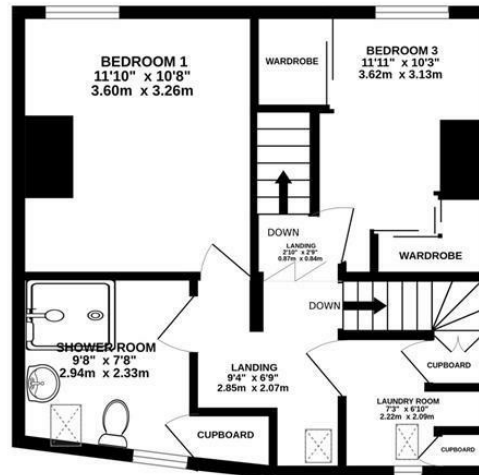 BEDROOM 1
11'10" x 10'8"
3.60m x 3.26m
WARDROBE
BEDROOM 3
11'11" x 10'3"
3.62m x 3.13m
DOWN
LANDING
2'10" x 2'9"
0.87m x 0.84m
WARDROBE
DOWN
SHOWER ROOM
9'8" x 7'8"
2.94m x 2.33m
LANDING
9'4" x 6'9"
2.85m x 2.07m
CUPBOARD
LAUNDRY ROOM
7'3" x 6'10"
2.22m x 2.09m
CUPBOARD
CUPBOARD